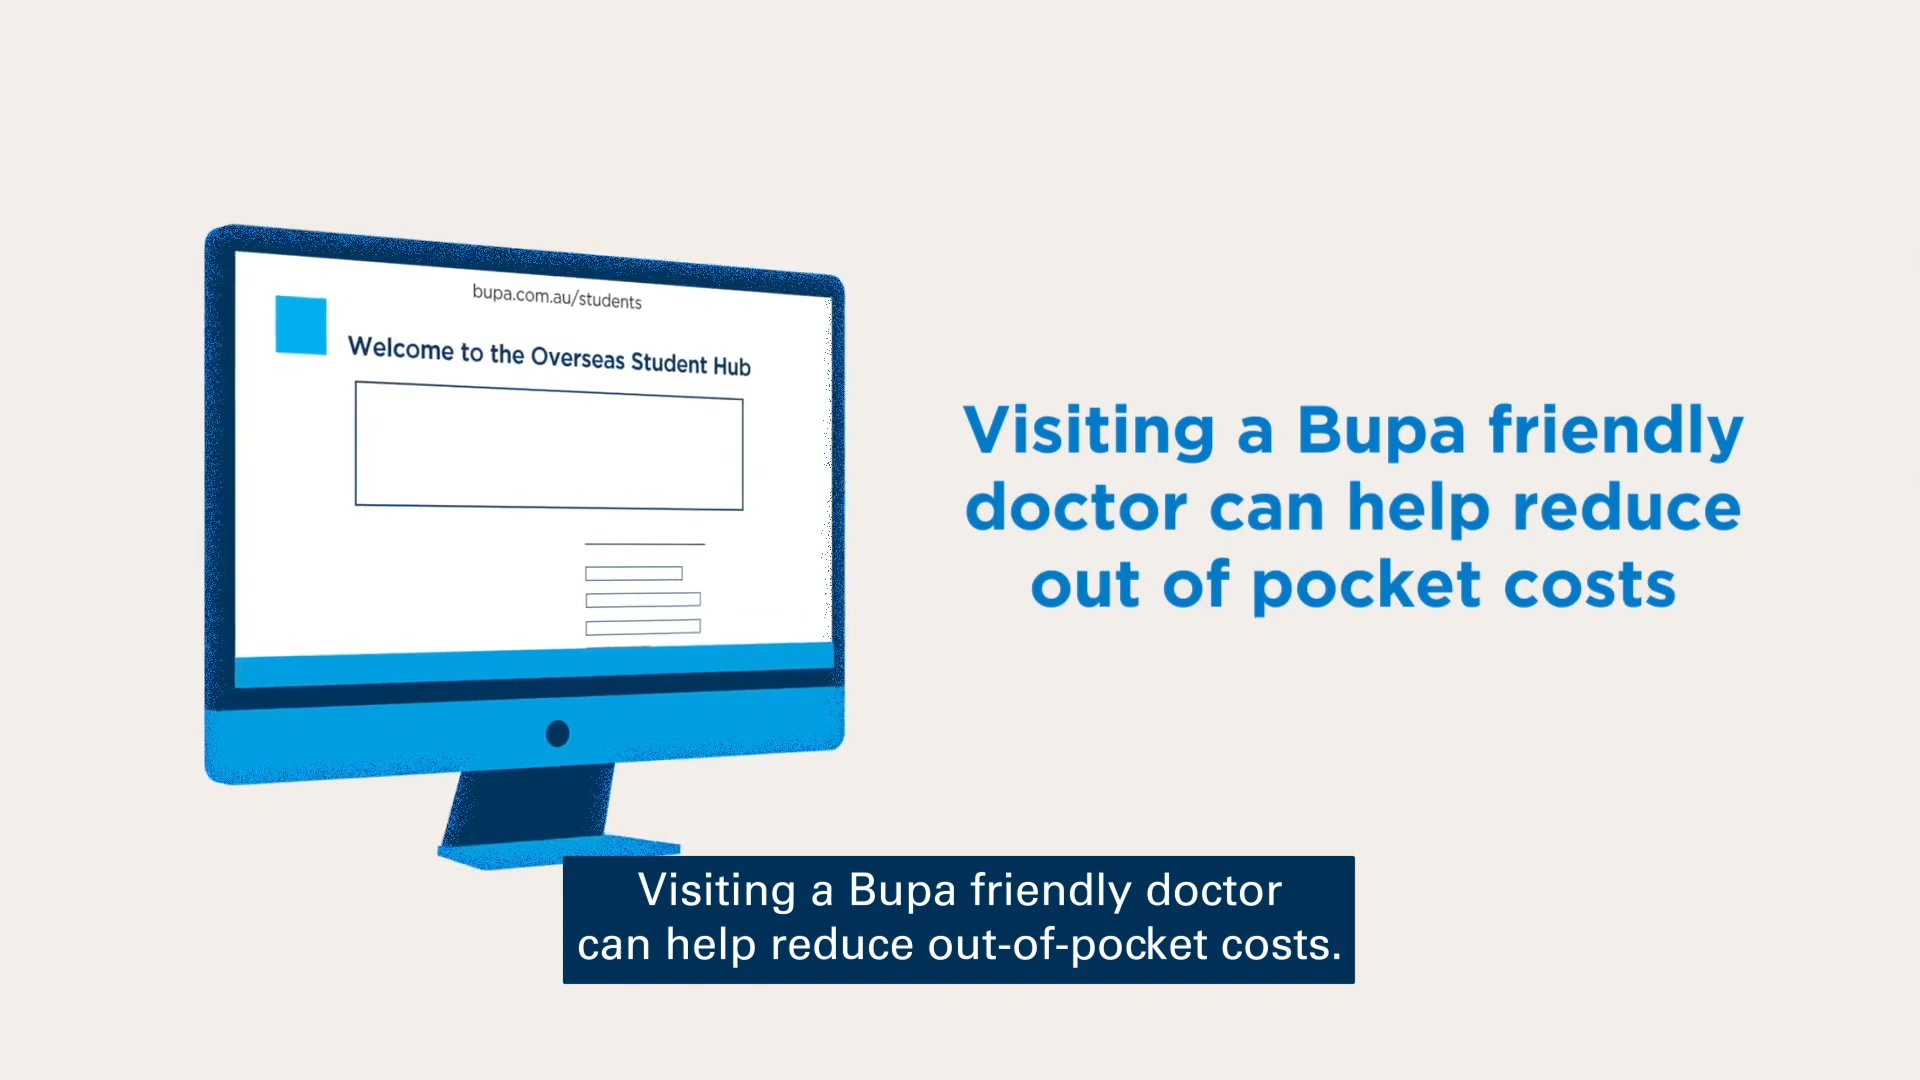 bupa.com.au/students
Welcome to the Overseas Student Hub
Visiting a Bupa friendly
doctor can help reduce
out of pocket costs
Visiting a Bupa friendly doctor
can help reduce out-of-pocket costs.